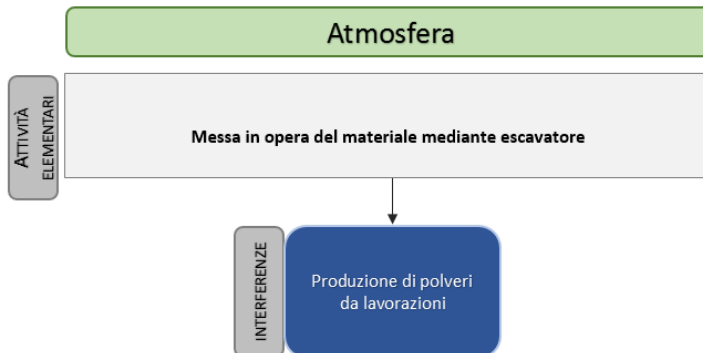 Atmosfera
ATTIVITÀ
ELEMENTARI
Messa in opera del materiale mediante escavatore
INTERFERENZE
Produzione di polveri
da lavorazioni